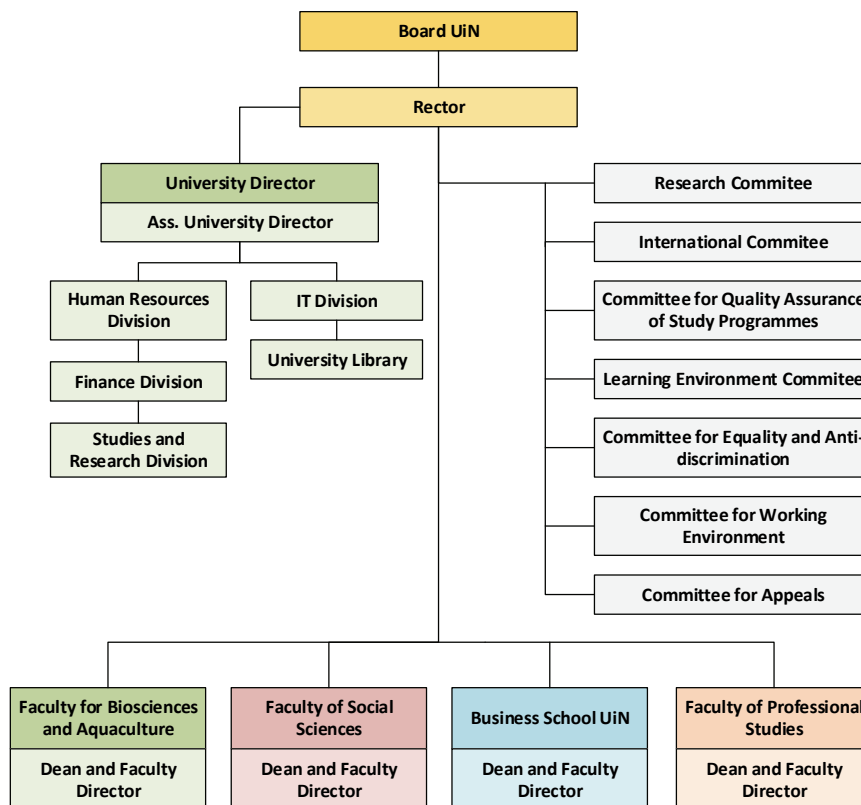 Board UiN
Rector
University Director
Ass. University Director
Human Resources
Division
Finance Division
Studies and
Research Division
IT Division
University Library
Research Commitee
International Commitee
Committee for Quality Assurance
of Study Programmes
Learning Environment Commitee
Committee for Equality and Anti-
discrimination
Committee for Working
Environment
Committee for Appeals
Faculty for Biosciences
and Aquaculture
Dean and Faculty
Director
Faculty of Social
Sciences
Dean and Faculty
Director
Business School UiN
Dean and Faculty
Director
Faculty of Professional
Studies
Dean and Faculty
Director